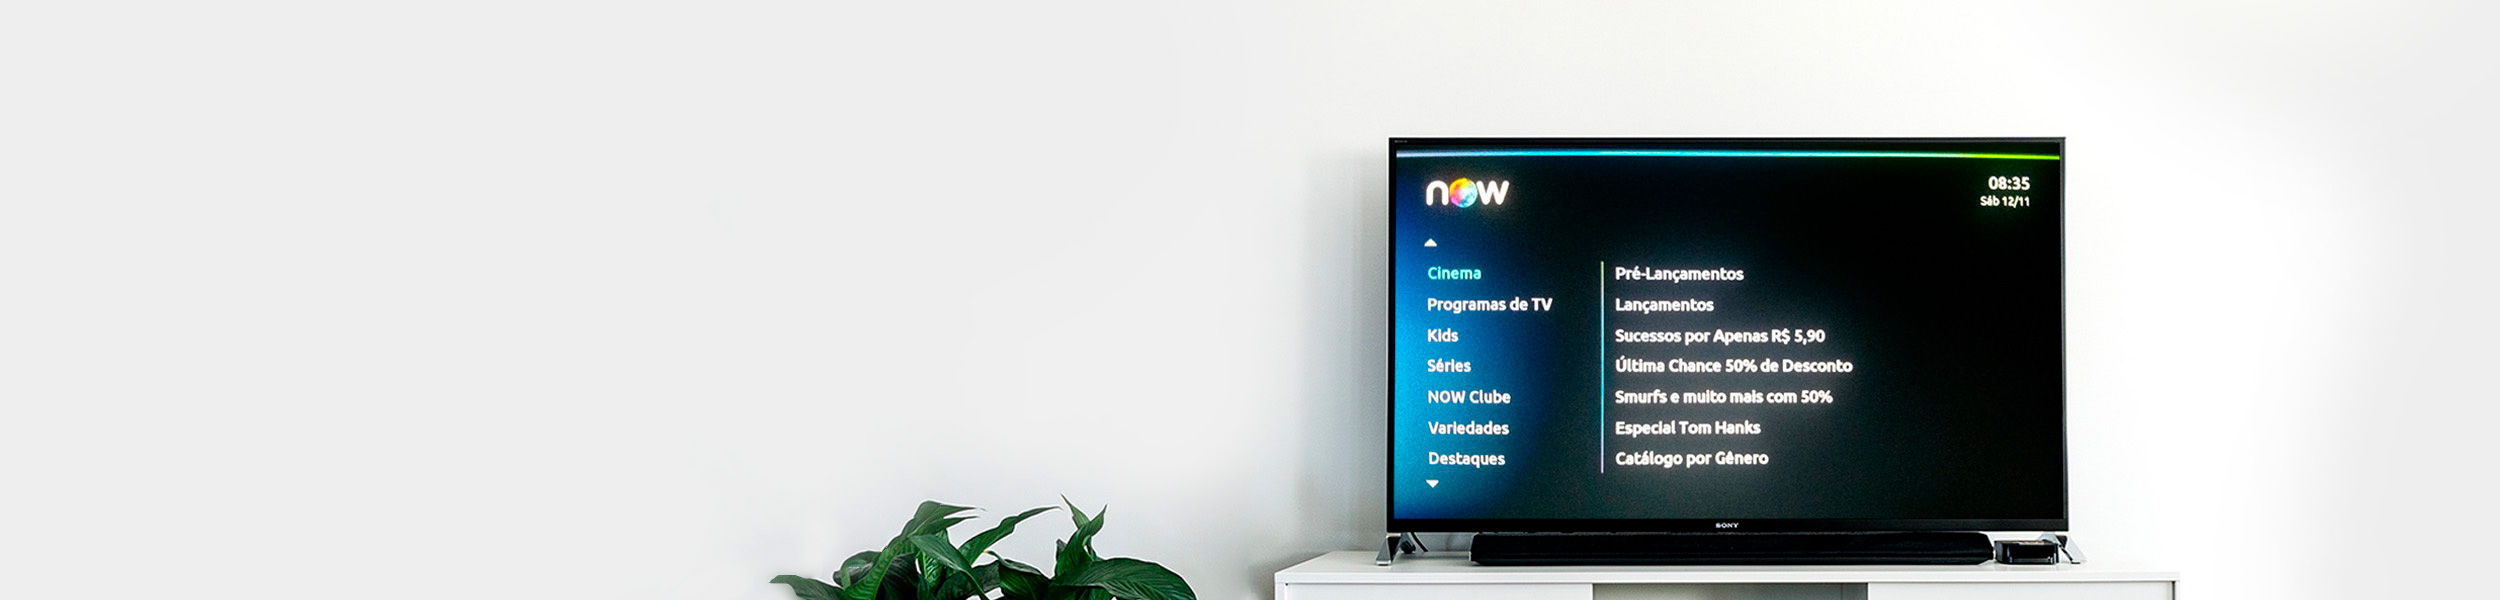 now
08:35
Sáb 12/11
Cinema
Programas de TV
Kids
Séries
NOW Clube
Variedades
Destaques
Pré-Lançamentos
Lançamentos
Sucessos por Apenas R$ 5,90
Última Chance 50% de Desconto
Smurfs e muito mais com 50%
Especial Tom Hanks
Catálogo por Gênero
SONY